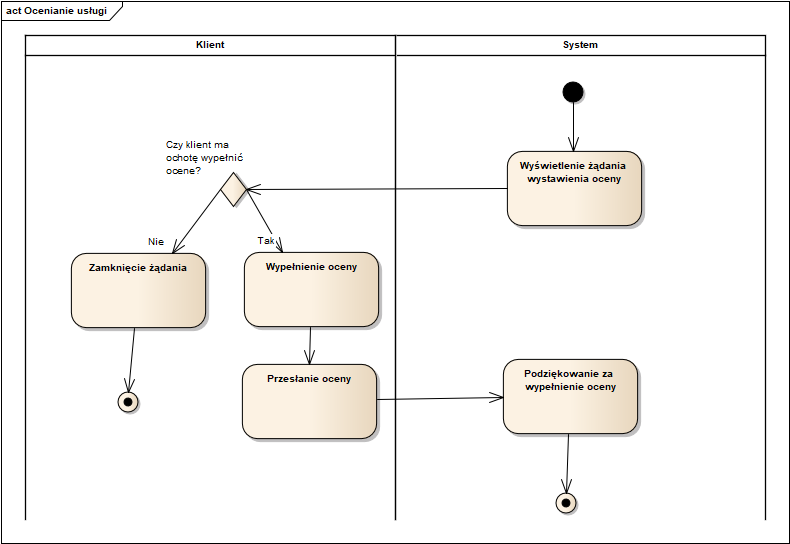 act Ocenianie usługi
Klient
System
Czy klient ma
ochotę wypełnić
ocene?
Wyświetlenie żądania
wystawienia oceny
Nie
Tak
Zamknięcie żądania
Wypełnienie oceny
Przesłanie oceny
Podziękowanie za
wypełnienie oceny